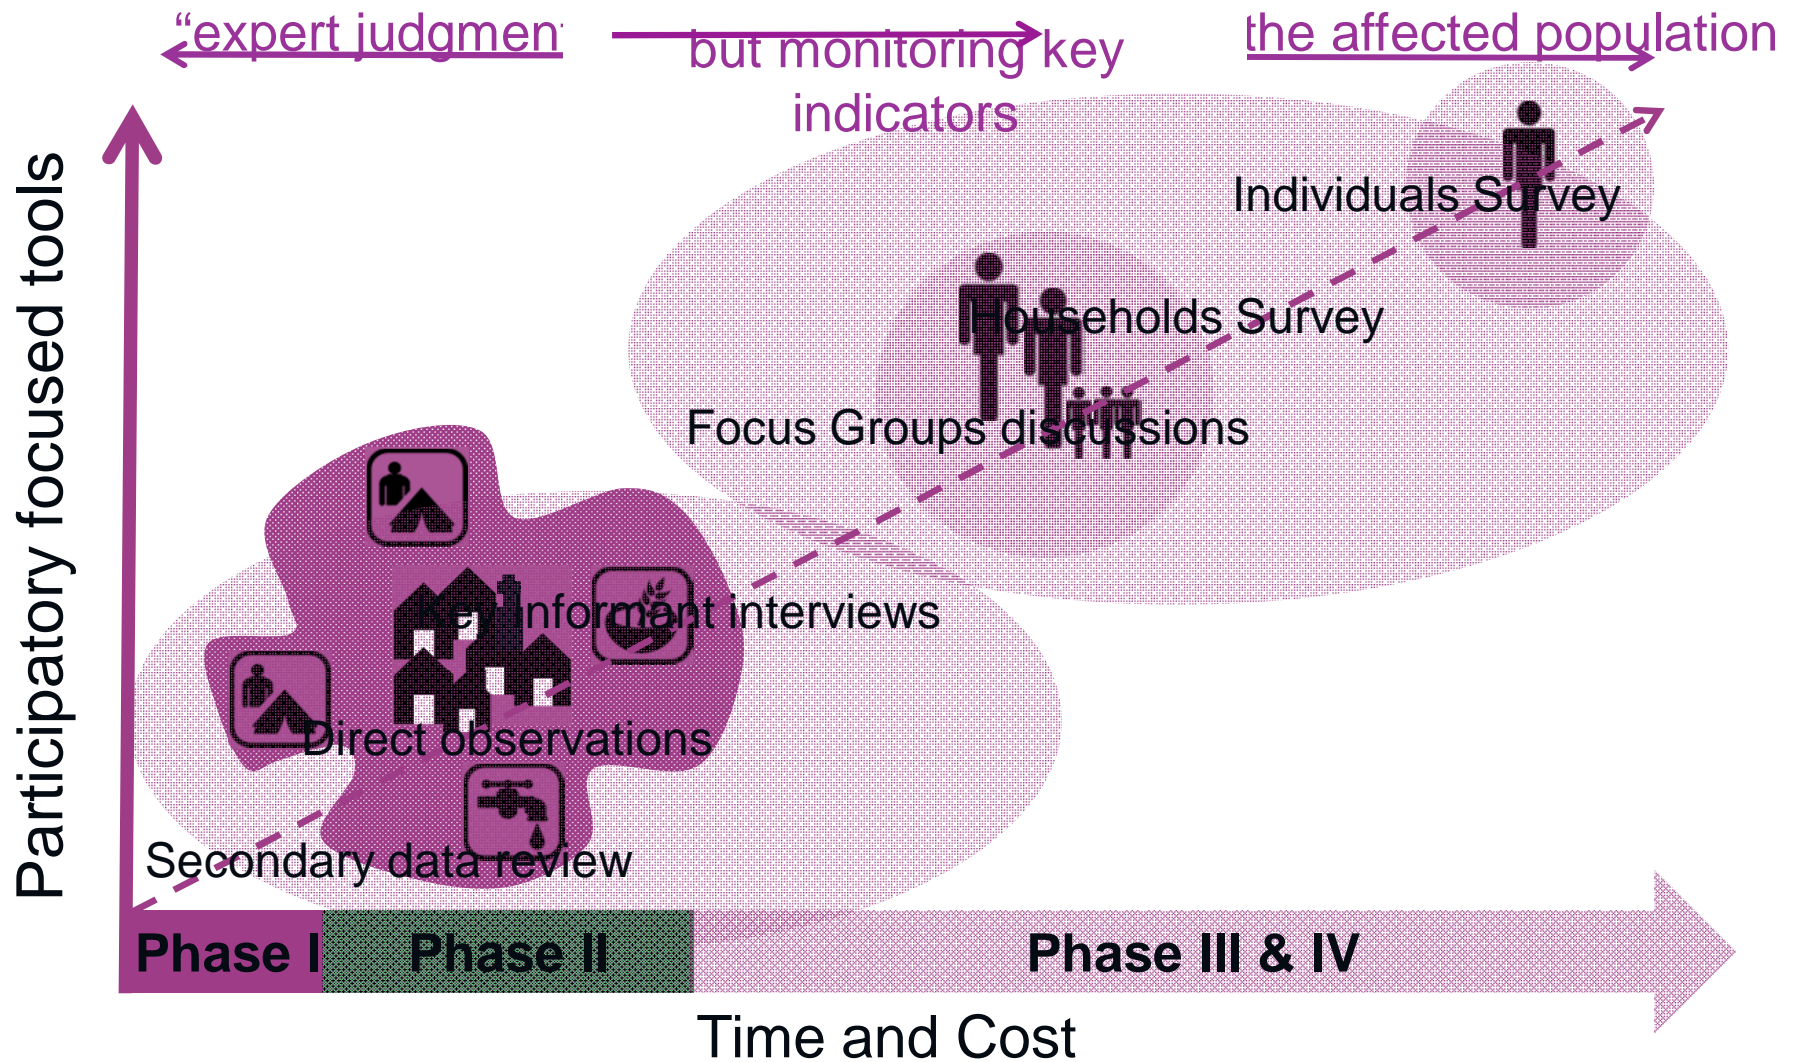 “expert judgment
but monitoring key
indicators
the affected population
Participatory focused tools
Individuals Survey
Households Survey
Focus Groups discussions
Key informant interviews
Direct observations
Secondary data review
Phase I
Phase II
Phase III & IV
Time and Cost